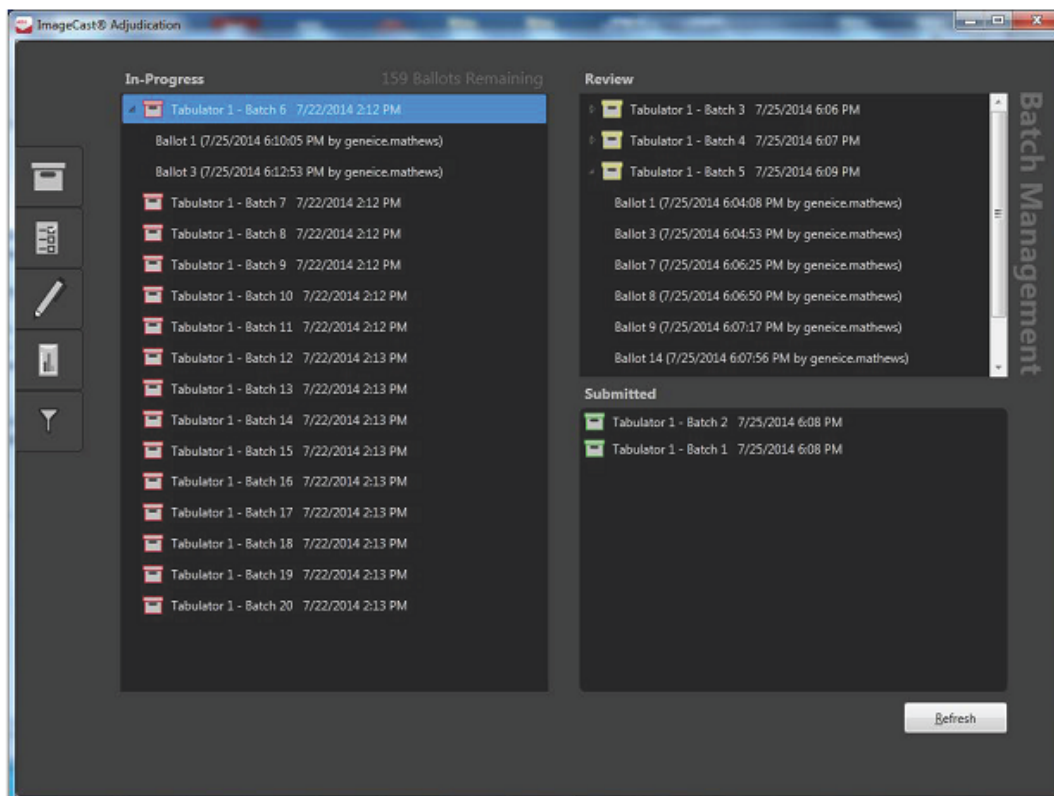 ImageCast® Adjudication
In-Progress
159 Ballots Remaining
Tabulator 1 - Batch 6 7/22/2014 2:12 PM
Ballot 1 (7/25/2014 6:10:05 PM by geneice.mathews)
Ballot 3 (7/25/2014 6:12:53 PM by geneice.mathews)
Tabulator 1 - Batch 7 7/22/2014 2:12 PM
Tabulator 1 - Batch 8 7/22/2014 2:12 PM
Tabulator 1 - Batch 9 7/22/2014 2:12 PM
Tabulator 1 - Batch 10 7/22/2014 2:12 PM
Tabulator 1 - Batch 11 7/22/2014 2:12 PM
Tabulator 1 - Batch 12 7/22/2014 2:13 PM
Tabulator 1 - Batch 13 7/22/2014 2:13 PM
Tabulator 1 - Batch 14 7/22/2014 2:13 PM
Tabulator 1 - Batch 15 7/22/2014 2:13 PM
Tabulator 1 - Batch 16 7/22/2014 2:13 PM
Tabulator 1 - Batch 17 7/22/2014 2:13 PM
Tabulator 1 - Batch 18 7/22/2014 2:13 PM
Tabulator 1 - Batch 19 7/22/2014 2:13 PM
Tabulator 1 - Batch 20 7/22/2014 2:13 PM
Review
Tabulator 1 - Batch 3 7/25/2014 6:06 PM
Tabulator 1 - Batch 4 7/25/2014 6:07 PM
Tabulator 1 - Batch 5 7/25/2014 6:09 PM
Ballot 1 (7/25/2014 6:04:08 PM by geneice.mathews)
Ballot 3 (7/25/2014 6:04:53 PM by geneice.mathews)
Ballot 7 (7/25/2014 6:06:25 PM by geneice.mathews)
Ballot 8 (7/25/2014 6:06:50 PM by geneice.mathews)
Ballot 9 (7/25/2014 6:07:17 PM by geneice.mathews)
Ballot 14 (7/25/2014 6:07:56 PM by geneice.mathews)
Submitted
Tabulator 1 - Batch 2 7/25/2014 6:08 PM
Tabulator 1 - Batch 1 7/25/2014 6:08 PM
Refresh
Batch Management